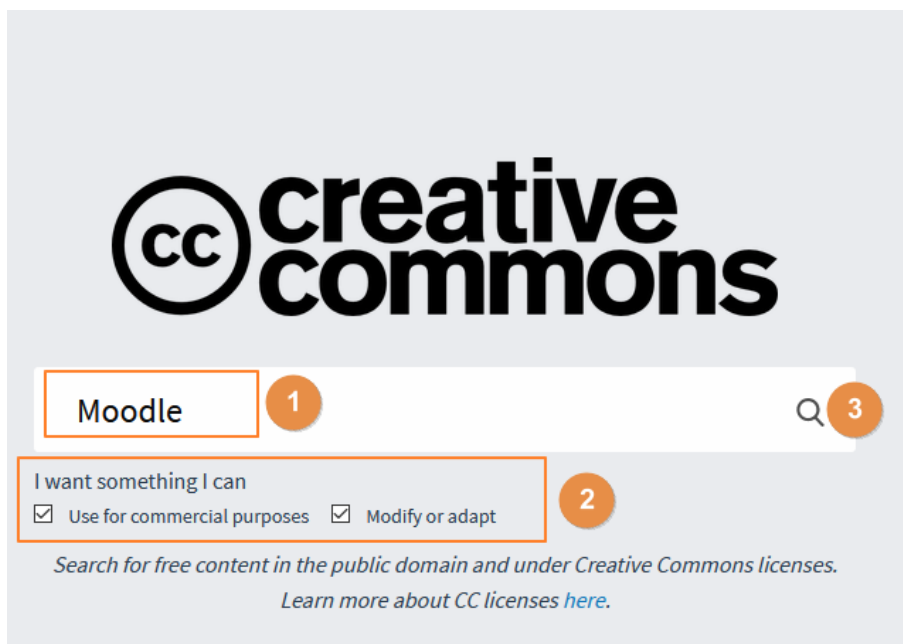 cc creative
commons
Moodle 1 3
I want something I can
Use for commercial purposes Modify or adapt 2
Search for free content in the public domain and under Creative Commons licenses.
Learn more about CC licenses here.